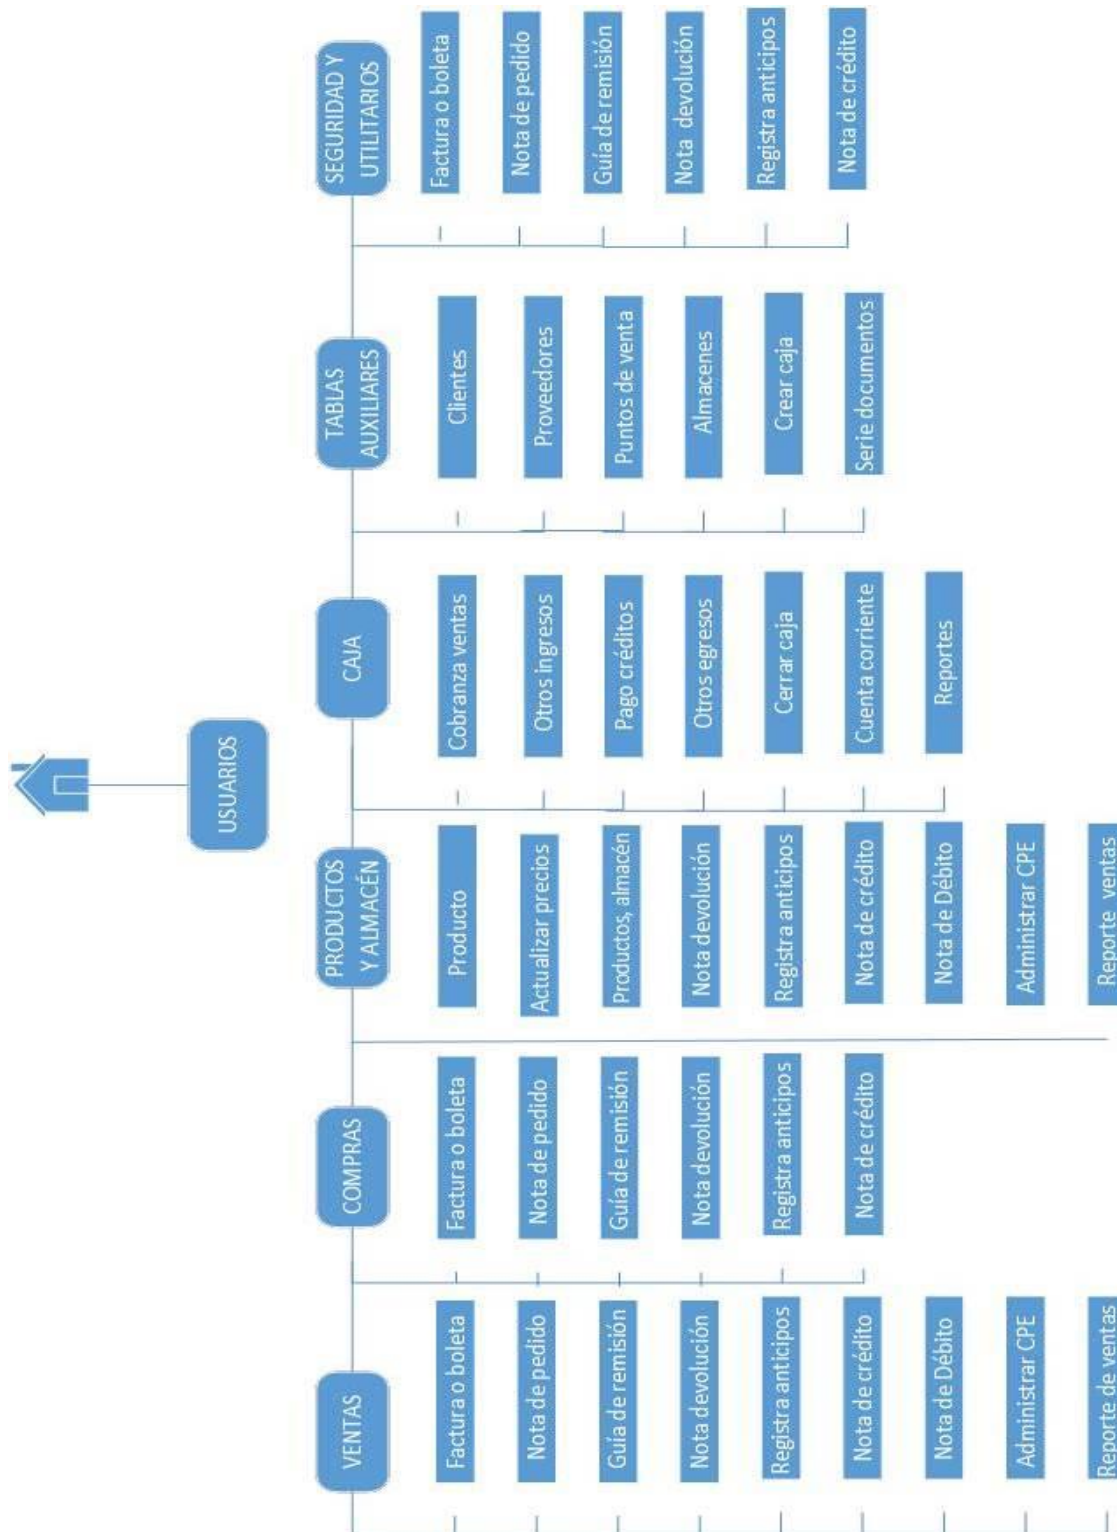 USUARIOS
VENTAS
Factura o boleta
Nota de pedido
Guía de remisión
Nota devolución
Registra anticipos
Nota de crédito
Nota de Débito
Administrar CPE
Reporte de ventas
COMPRAS
Factura o boleta
Nota de pedido
Guía de remisión
Nota devolución
Registra anticipos
Nota de crédito
PRODUCTOS
Y ALMACÉN
Producto
Actualizar precios
Productos, almacén
Nota devolución
Registra anticipos
Nota de crédito
Nota de Débito
Administrar CPE
Reporte ventas
CAJA
Cobranza ventas
Otros ingresos
Pago créditos
Otros egresos
Cerrar caja
Cuenta corriente
Reportes
TABLAS
AUXILIARES
Clientes
Proveedores
Puntos de venta
Almacenes
Crear caja
Serie documentos
SEGURIDAD Y
UTILITARIOS
Factura o boleta
Nota de pedido
Guía de remisión
Nota devolución
Registra anticipos
Nota de crédito